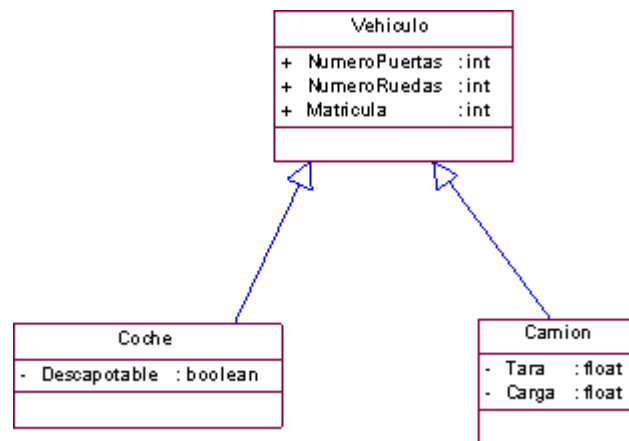 Vehiculo
+ NumeroPuertas : int
+ NumeroRuedas : int
+ Matricula : int
Coche
- Descapotable : boolean
Camion
- Tara : float
- Carga : float